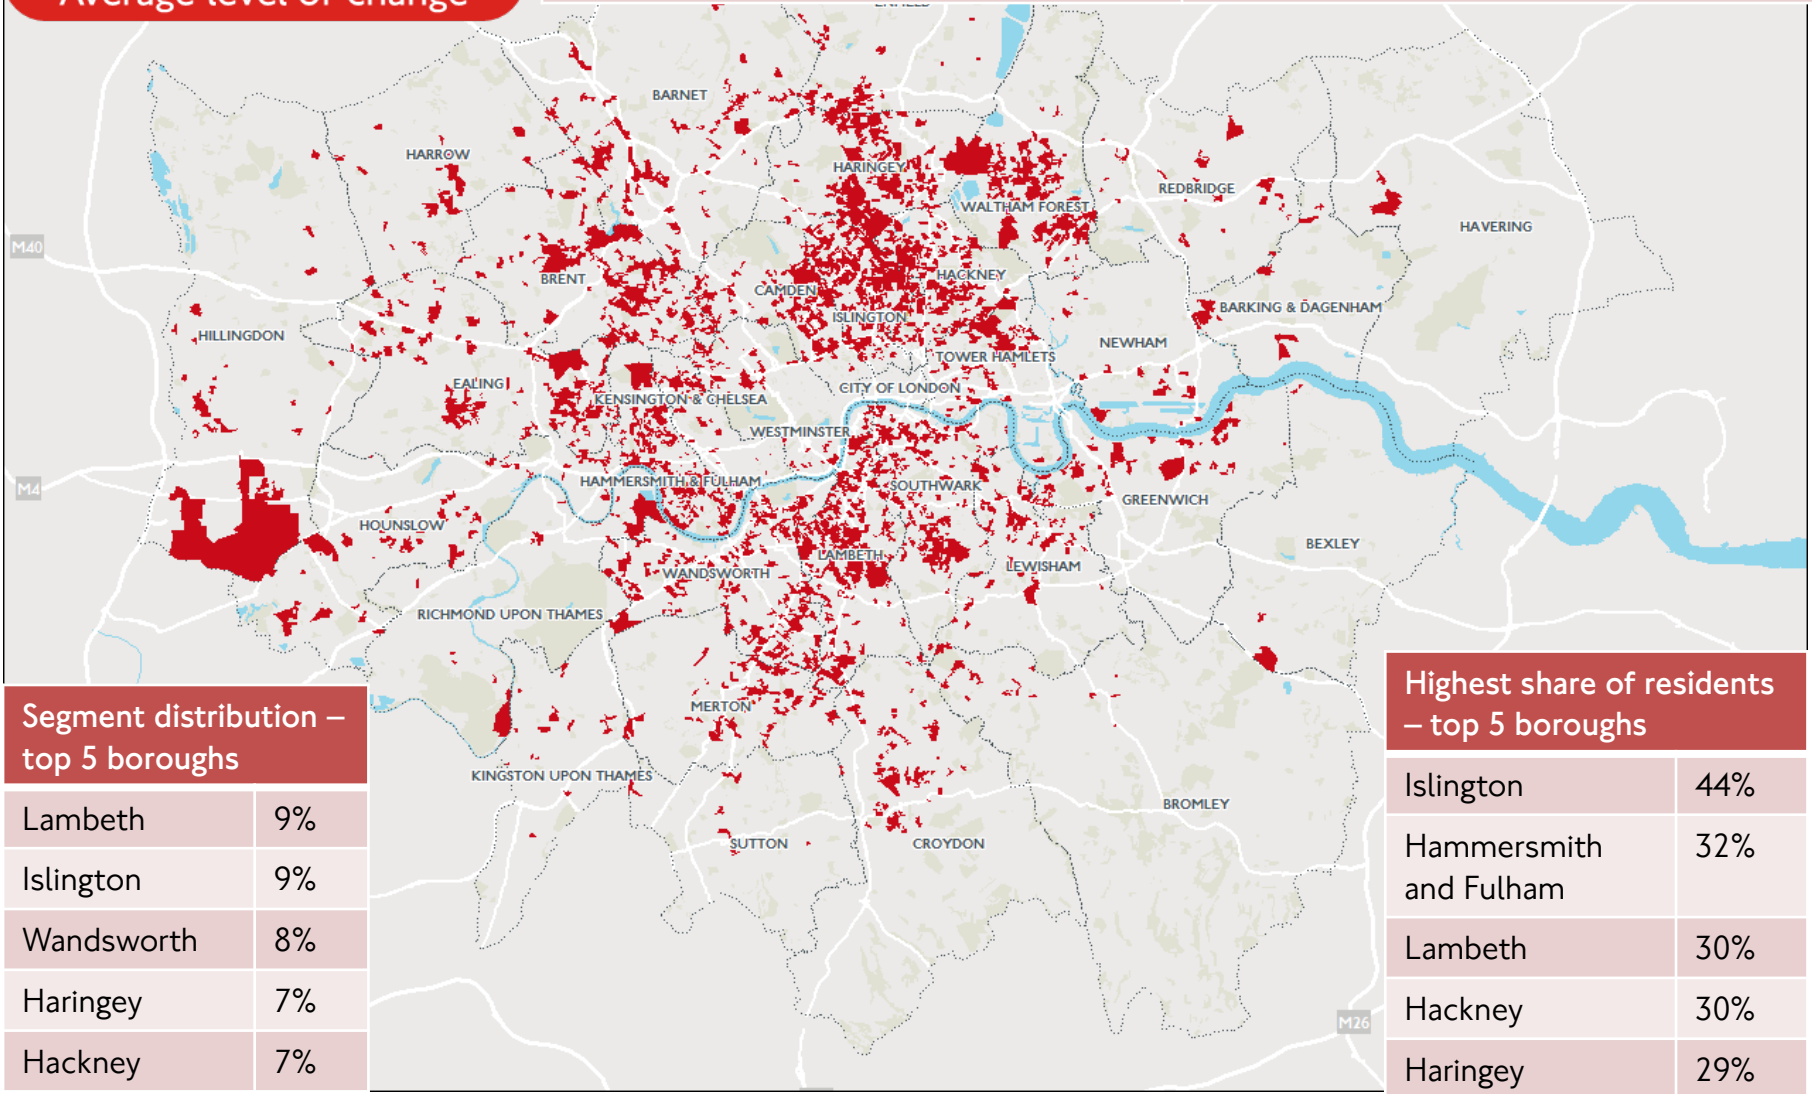 Average level of change
ENFIELD
BARNET
HARROW
HARINGEY
REDBRIDGE
WALTHAM FOREST
HAVERING
M40
HACKNEY
BRENT
CAMDEN
BARKING & DAGENHAM
ISLINGTON
HILLINGDON
NEWHAM
TOWER HAMLETS
EALING
CITY OF LONDON
KENSINGTON & CHELSEA
WESTMINSTER
HAMMERSMITH & FULHAM
SOUTHWARK
M4
GREENWICH
HOUNSLOW
BEXLEY
LAMBETH
LEWISHAM
WANDSWORTH
RICHMOND UPON THAMES
MERTON
KINGSTON UPON THAMES
BROMLEY
SUTTON
CROYDON
M26
Segment distribution –
top 5 boroughs
Lambeth 9%
Islington 9%
Wandsworth 8%
Haringey 7%
Hackney 7%
Highest share of residents
– top 5 boroughs
Islington 44%
Hammersmith 32%
and Fulham
Lambeth 30%
Hackney 30%
Haringey 29%